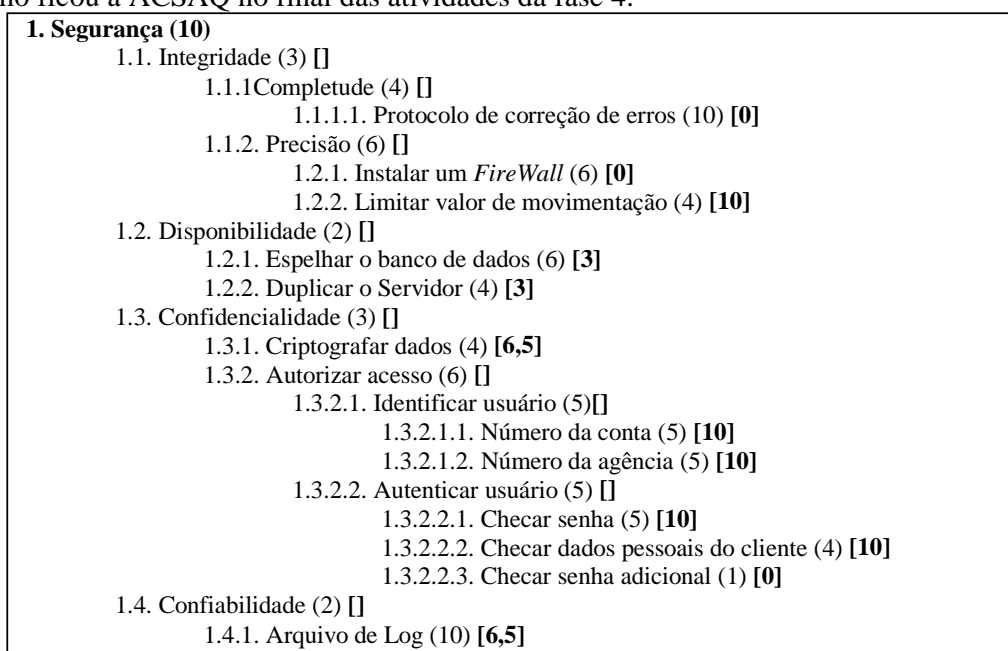 no ficou a ACSAQ no final das atividades da fase 4.
1. Segurança (10)
1.1. Integridade (3) []
1.1.1Completude (4) []
1.1.1.1. Protocolo de correção de erros (10) [0]
1.1.2. Precisão (6) []
1.2.1. Instalar um FireWall (6) [0]
1.2.2. Limitar valor de movimentação (4) [10]
1.2. Disponibilidade (2) []
1.2.1. Espelhar o banco de dados (6) [3]
1.2.2. Duplicar o Servidor (4) [3]
1.3. Confidencialidade (3) []
1.3.1. Criptografar dados (4) [6,5]
1.3.2. Autorizar acesso (6) []
1.3.2.1. Identificar usuário (5)[]
1.3.2.1.1. Número da conta (5) [10]
1.3.2.1.2. Número da agência (5) [10]
1.3.2.2. Autenticar usuário (5) []
1.3.2.2.1. Checar senha (5) [10]
1.3.2.2.2. Checar dados pessoais do cliente (4) [10]
1.3.2.2.3. Checar senha adicional (1) [0]
1.4. Confiabilidade (2) []
1.4.1. Arquivo de Log (10) [6,5]